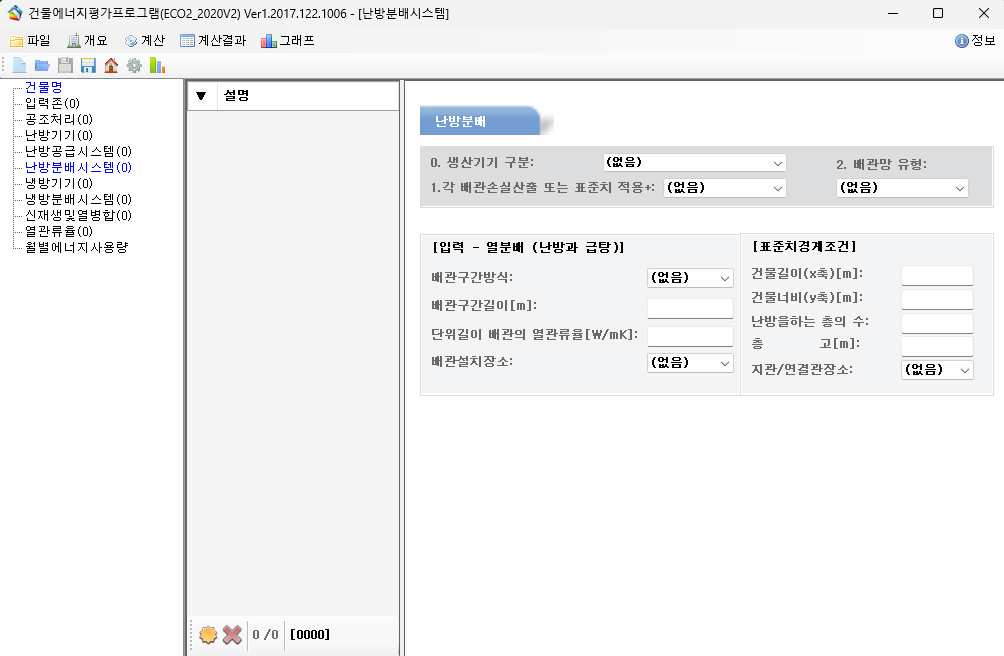 건물에너지평가프로그램(ECO2_2020V2) Ver1.2017.122.1006 - [난방분배시스템]
파일 개요 계산 계산결과 그래프 정보
건물명
입력존(0)
공조처리(0)
난방기기(0)
난방공급시스템(0)
난방분배시스템(0)
냉방기기(0)
냉방분배시스템(0)
신재생및열병합(0)
열관류율(0)
월별에너지사용량
▼ 설명
0 /0 [0000]
난방분배
0. 생산기기 구분: (없음)
1.각 배관손실산출 또는 표준치 적용+: (없음)
2. 배관망 유형:
(없음)
[입력 - 열분배 (난방과 급탕)]
배관구간방식: (없음)
배관구간길이[m]:
단위길이 배관의 열관류율[W/mK]:
배관설치장소: (없음)
[표준치경계조건]
건물길이(x축)[m]:
건물너비(y축)[m]:
난방을하는 층의 수:
층 고[m]:
지관/연결관장소: (없음)